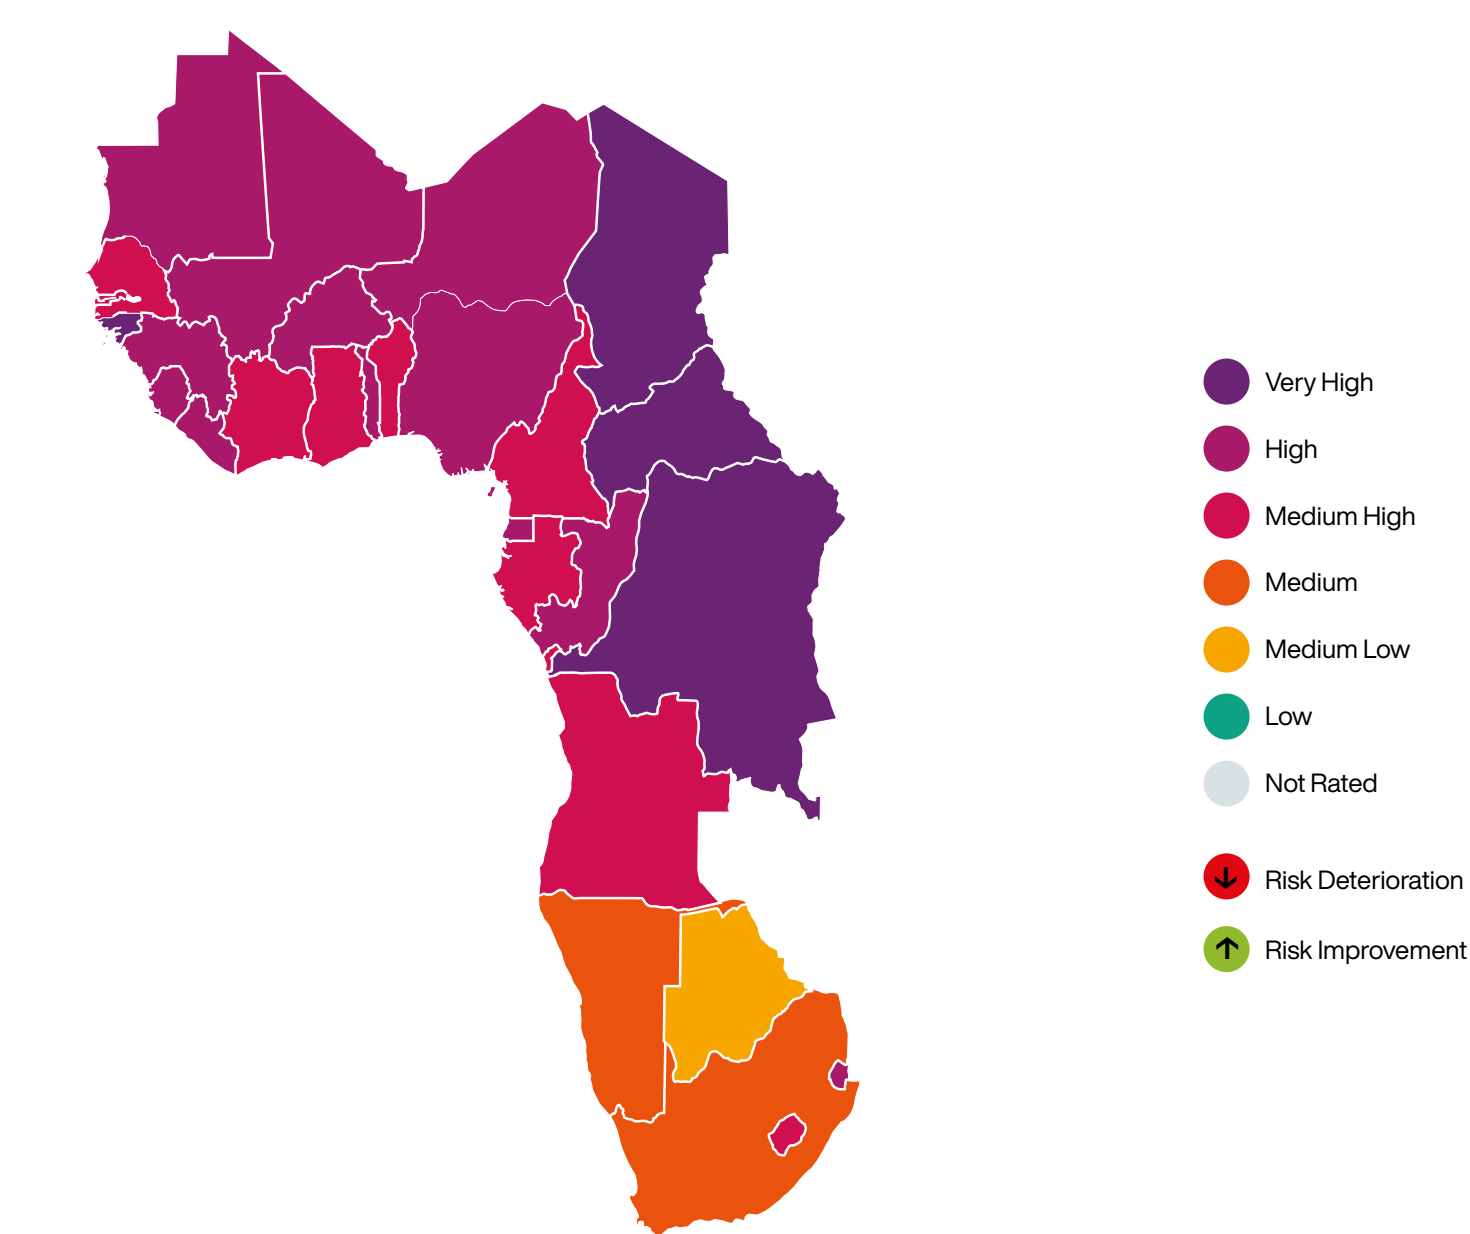 Very High
High
Medium High
Medium
Medium Low
Low
Not Rated
Risk Deterioration
Risk Improvement